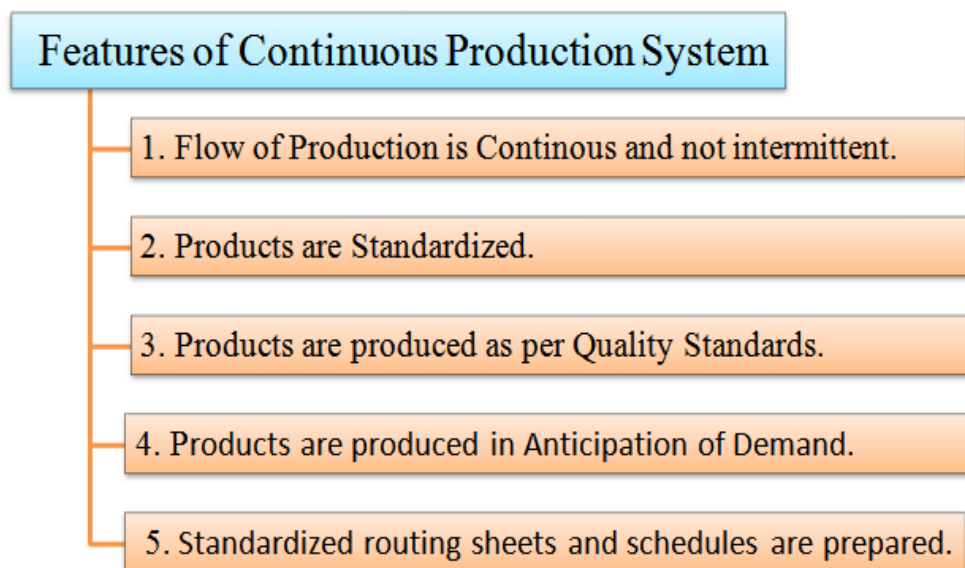 Features of Continuous Production System
1. Flow of Production is Continous and not intermittent.
2. Products are Standardized.
3. Products are produced as per Quality Standards.
4. Products are produced in Anticipation of Demand.
5. Standardized routing sheets and schedules are prepared.